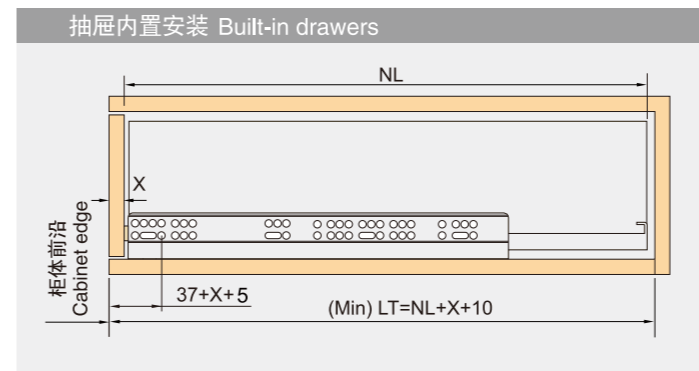 抽屉内置安装 Built-in drawers
NL
X
柜体前沿
Cabinet edge
37+X+5
(Min) LT=NL+X+10